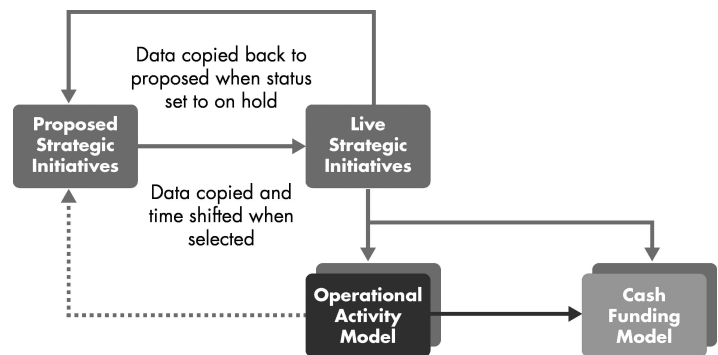 Data copied back to
proposed when status
set to on hold
Proposed
Strategic
Initiatives
Live
Strategic
Initiatives
Data copied and
time shifted when
selected
Operational
Activity
Model
Cash
Funding
Model